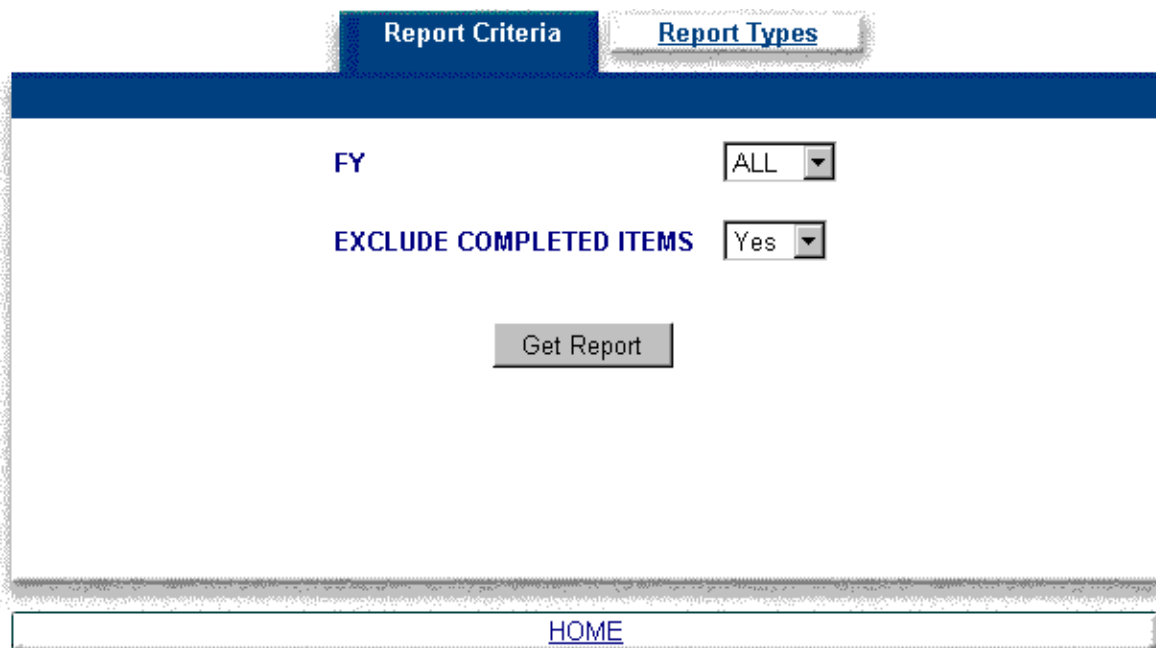 Report Criteria Report Types
FY ALL
EXCLUDE COMPLETED ITEMS Yes
Get Report
HOME